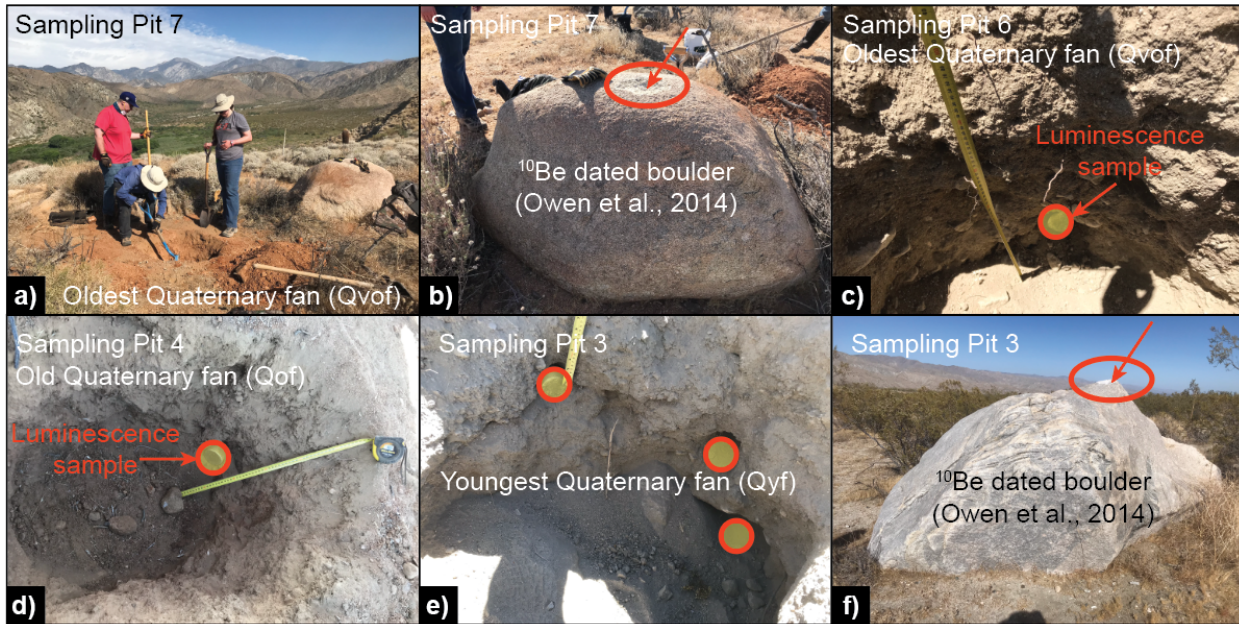 Sampling Pit 7
a)
Oldest Quaternary fan (Qvof)
Sampling Pit 7
¹⁰Be dated boulder
(Owen et al., 2014)
b)
Sampling Pit 6
Oldest Quaternary fan (Qvof)
Luminescence
sample
c)
Sampling Pit 4
Old Quaternary fan (Qof)
Luminescence
sample
d)
Sampling Pit 3
Youngest Quaternary fan (Qyf)
e)
Sampling Pit 3
¹⁰Be dated boulder
(Owen et al., 2014)
f)